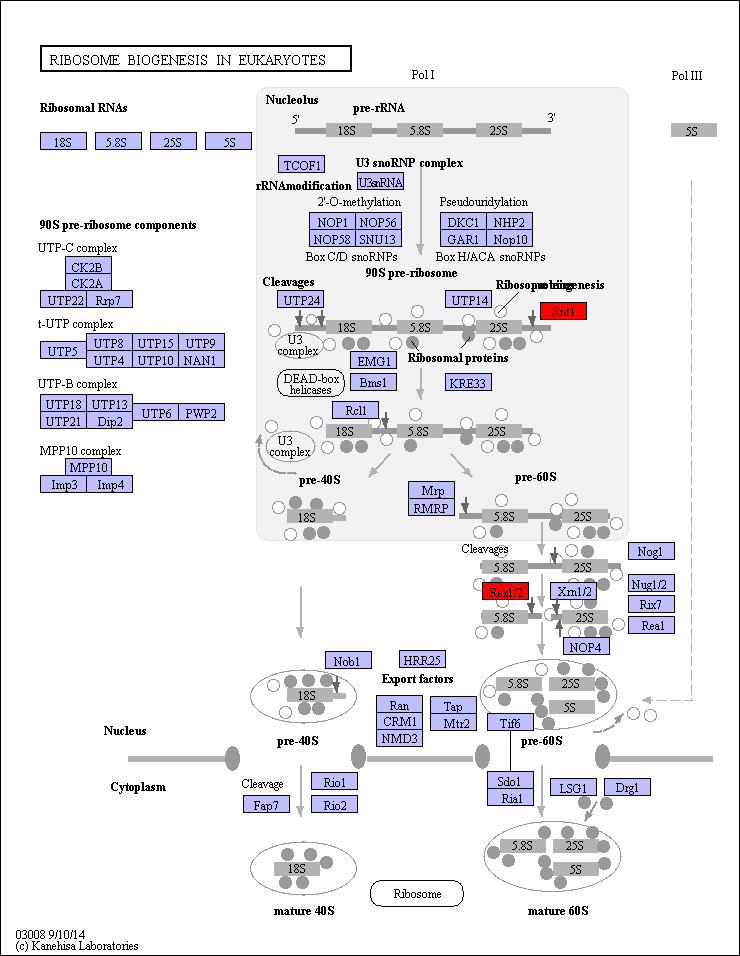 RIBOSOME BIOGENESIS IN EUKARYOTES
Pol I
Pol III
Ribosomal RNAs
18S 5.8S 25S 5S
Nucleolus
pre-rRNA
5' 3'
18S 5.8S 25S
5S
TCOF1
U3 snoRNP complex
U3snRNA
rRNAmodification
2'-O-methylation
NOP1 NOP56
NOP58 SNU13
Box C/D snoRNPs
Pseudouridylation
DKC1 NHP2
GAR1 Nop10
Box H/ACA snoRNPs
90S pre-ribosome components
UTP-C complex
CK2B
CK2A
UTP22 Rrp7
t-UTP complex
UTP5
UTP8 UTP15 UTP9
UTP4 UTP10 NAN1
UTP-B complex
UTP18 UTP13
UTP21 Dip2
UTP6 PWP2
MPP10 complex
MPP10
Imp3 Imp4
90S pre-ribosome
Cleavages
UTP24
UTP14
Rnt1
18S 5.8S 25S
U3
complex
EMG1
Bms1
Ribosomal proteins
DEAD-box
helicases
KRE33
Rcl1
18S 5.8S 25S
U3
complex
pre-40S
pre-60S
Mrp
RMRP
18S
5.8S 25S
Cleavages
Nog1
5.8S 25S
Rex1/2
Xrn1/2
Nug1/2
Rix7
Rea1
5.8S 25S
NOP4
Nob1
HRR25
Export factors
18S
Ran
CRM1
NMD3
Tap
Mtr2
5.8S 25S
5S
Tif6
Nucleus
pre-40S
pre-60S
Cytoplasm
Cleavage
Fap7
Rio1
Rio2
Sdo1
Ria1
LSG1
Drg1
18S
5.8S 25S
5S
Ribosome
mature 40S
mature 60S
03008 9/10/14
(c) Kanehisa Laboratories